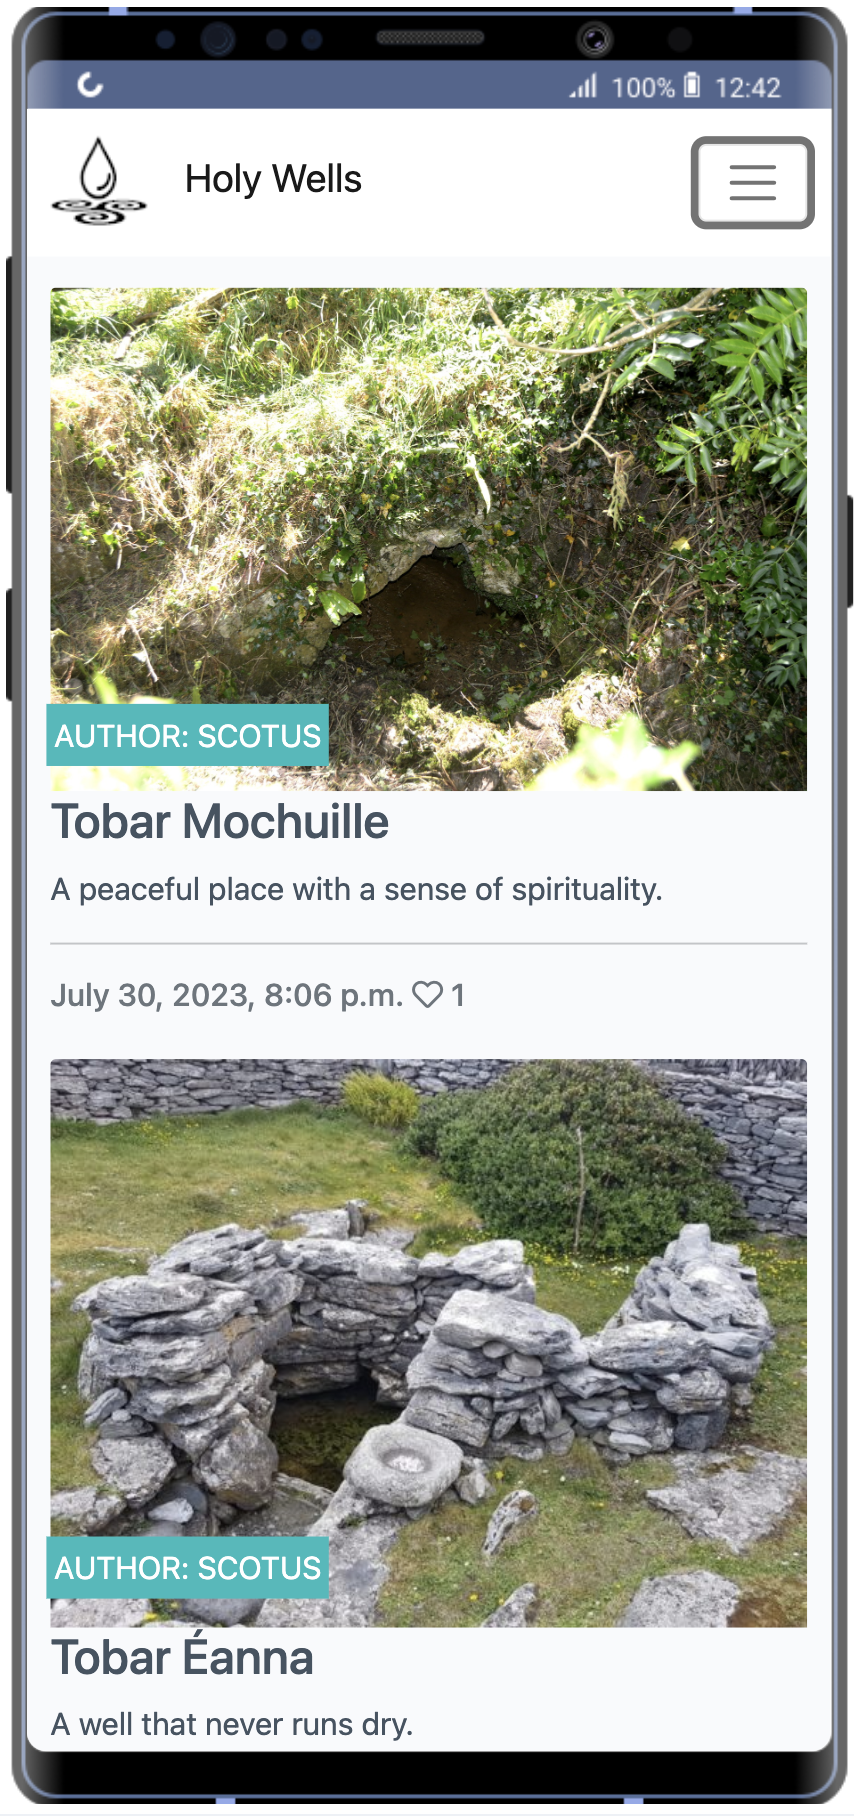 100% 12:42
Holy Wells
AUTHOR: SCOTUS
Tobar Mochuille
A peaceful place with a sense of spirituality.
July 30, 2023, 8:06 p.m. 1
AUTHOR: SCOTUS
Tobar Éanna
A well that never runs dry.